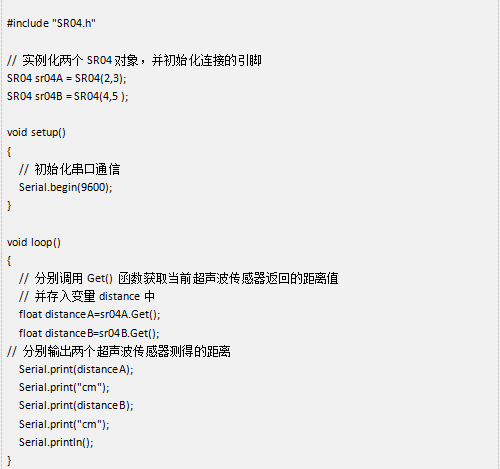 #include "SR04.h"
// 实例化两个 SR04 对象，并初始化连接的引脚
SR04 sr04A = SR04(2,3);
SR04 sr04B = SR04(4,5 );
void setup()
{
// 初始化串口通信
Serial.begin(9600);
}
void loop()
{
// 分别调用 Get() 函数获取当前超声波传感器返回的距离值
// 并存入变量 distance 中
float distanceA=sr04A.Get();
float distanceB=sr04B.Get();
// 分别输出两个超声波传感器测得的距离
Serial.print(distanceA);
Serial.print("cm");
Serial.print(distanceB);
Serial.print("cm");
Serial.println();
}